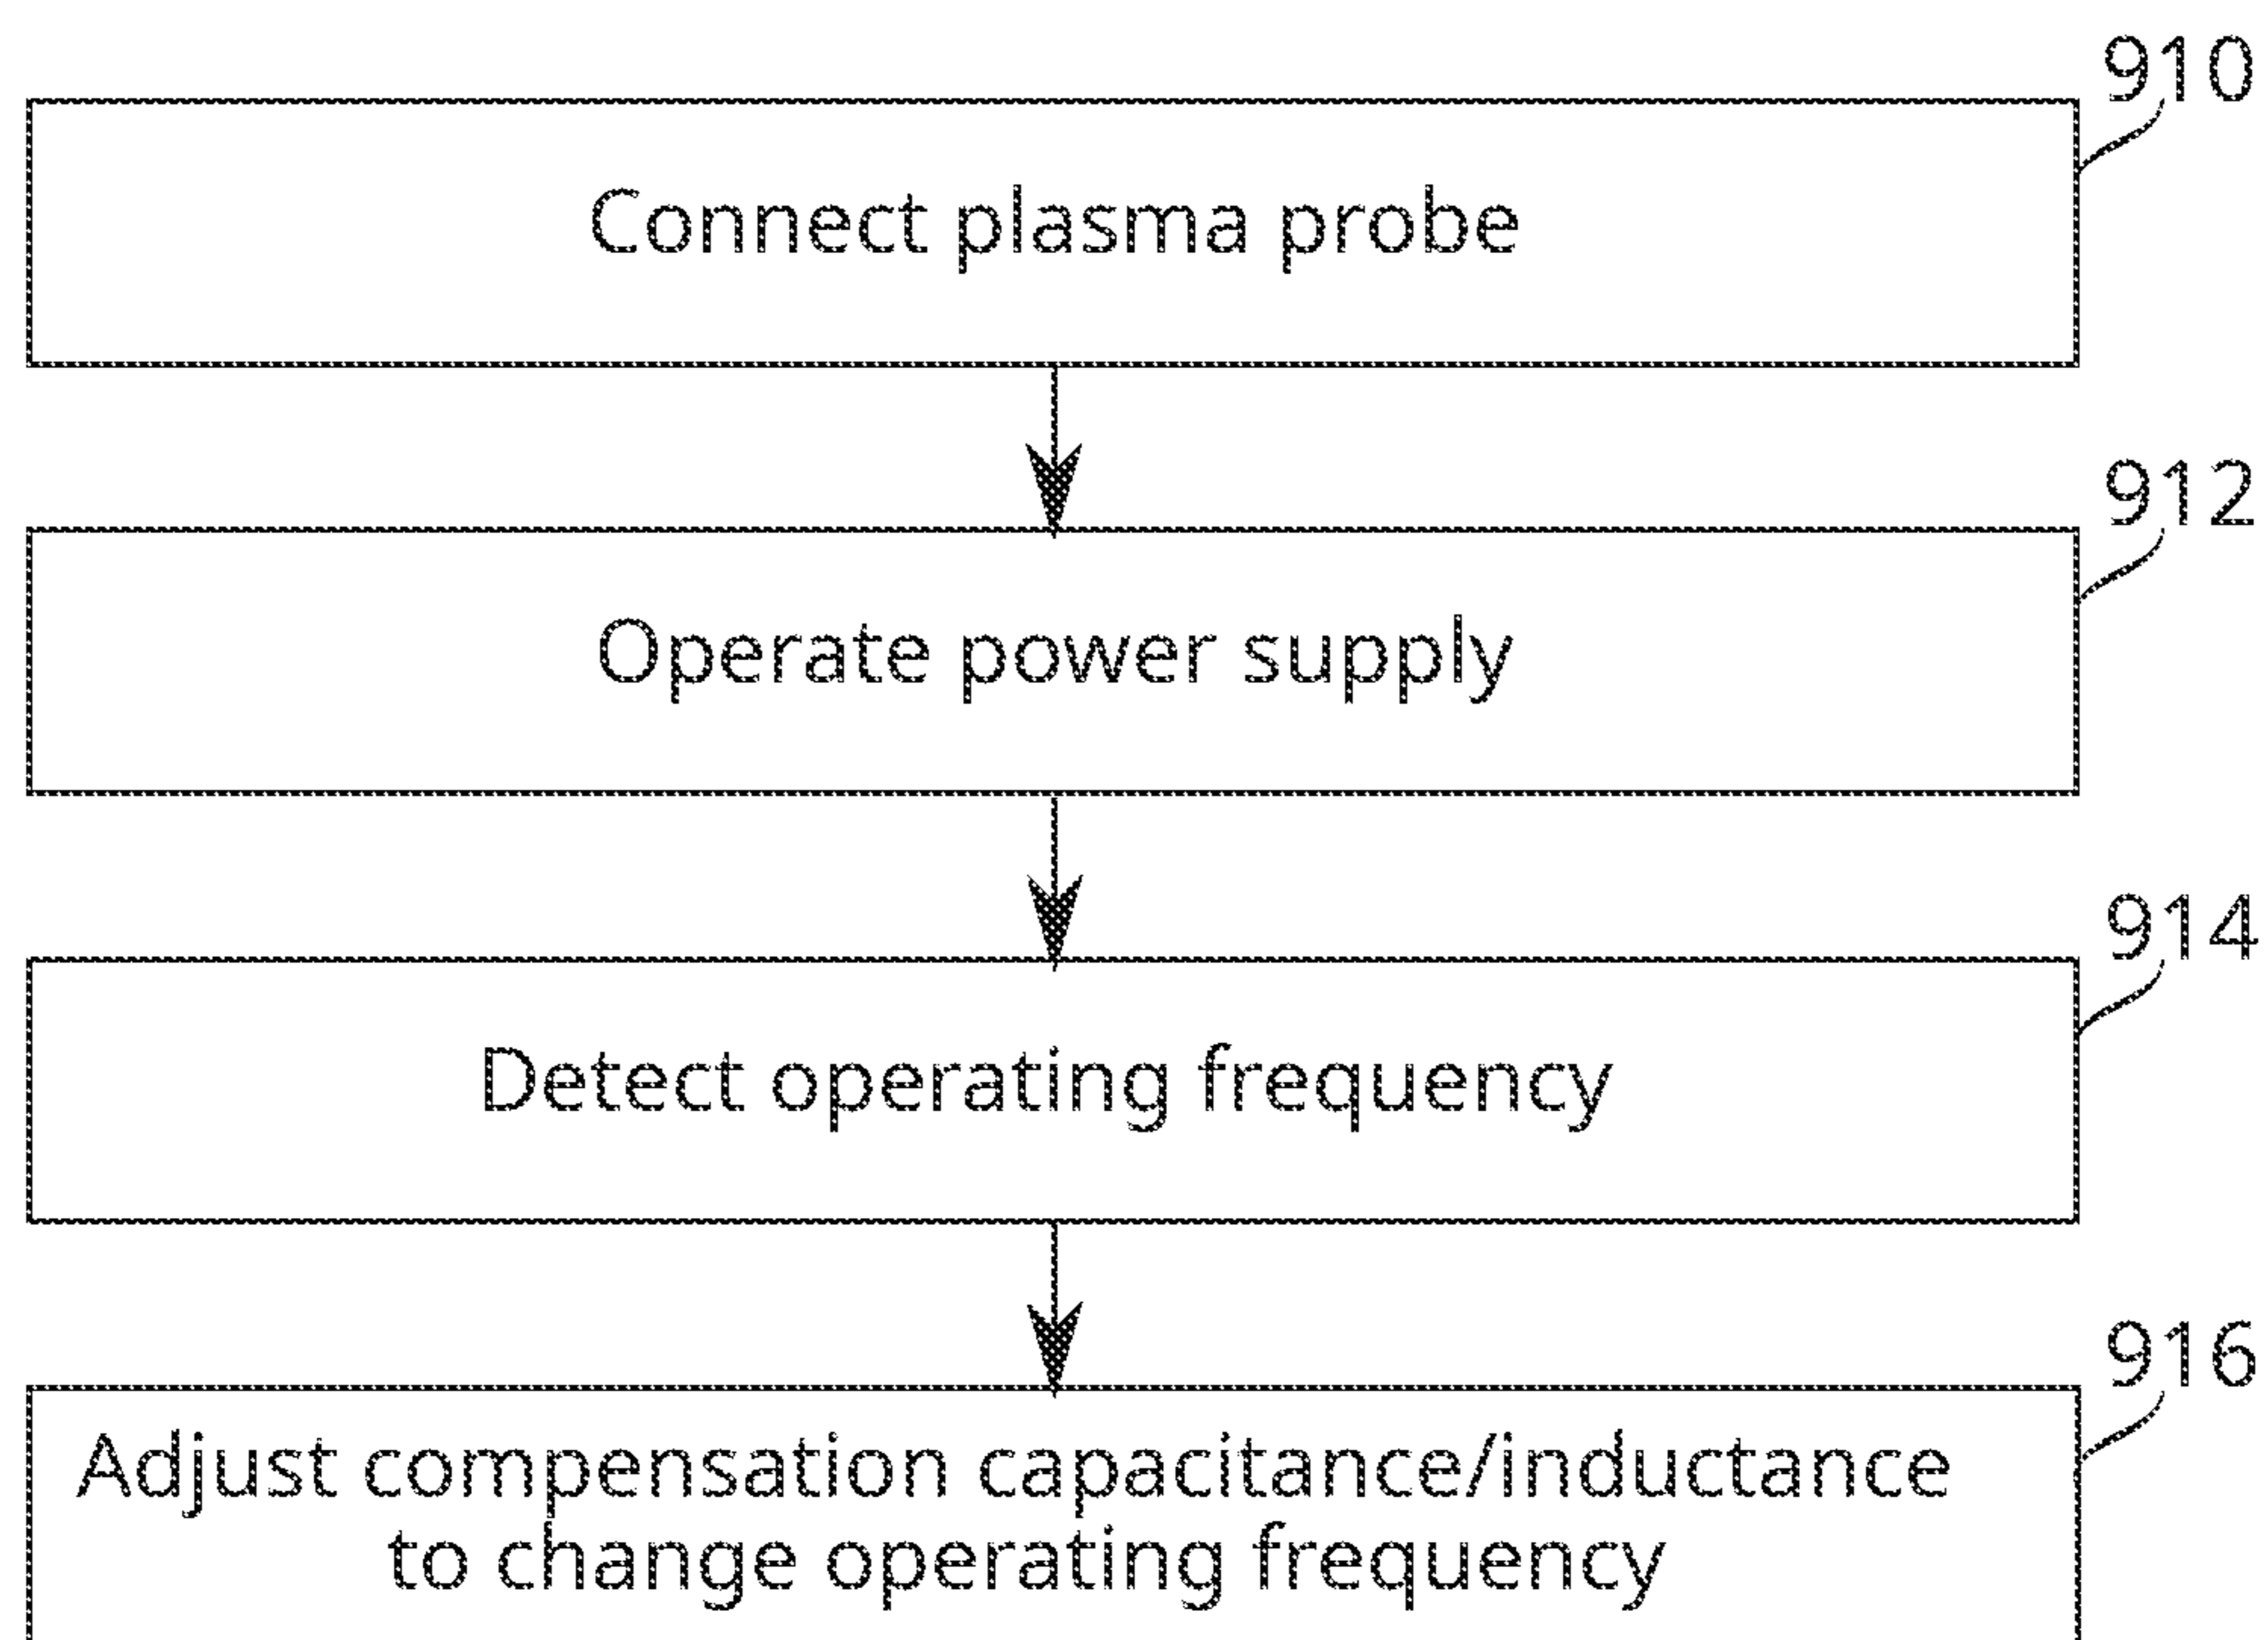 910
Connect plasma probe
912
Operate power supply
914
Detect operating frequency
916
Adjust compensation capacitance/inductance
to change operating frequency